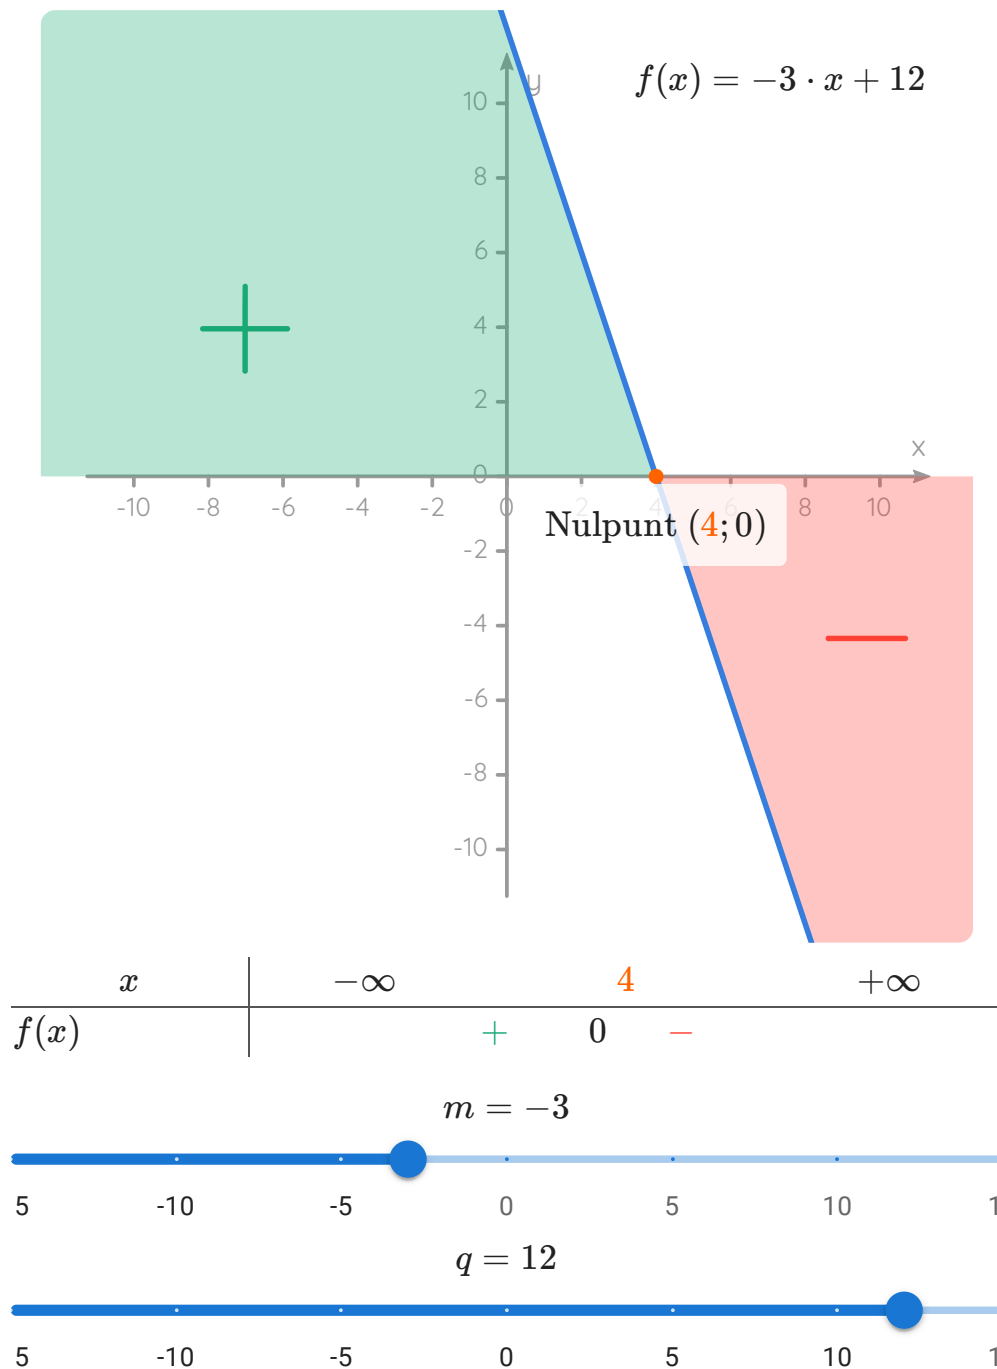 f(x) = −3 · x + 12
y
10
8
6
4
2
0
x
-10 -8 -6 -4 -2 0 2 4 6 8 10
Nulpunt (4; 0)
-2
-4
-6
-8
-10
x −∞ 4 +∞
f(x) + 0 −
m = −3
5 -10 -5 0 5 10 1
q = 12
5 -10 -5 0 5 10 1